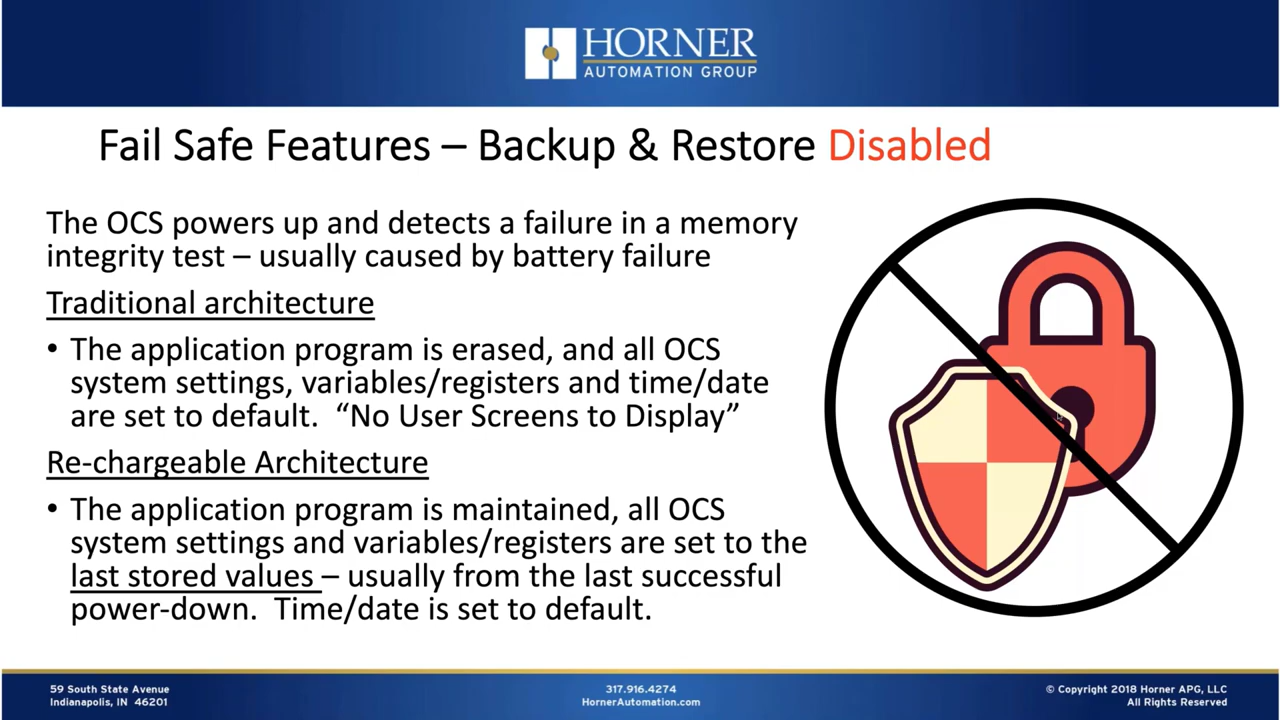 HORNER
AUTOMATION GROUP
Fail Safe Features – Backup & Restore Disabled
The OCS powers up and detects a failure in a memory
integrity test – usually caused by battery failure
Traditional architecture
• The application program is erased, and all OCS
system settings, variables/registers and time/date
are set to default.  “No User Screens to Display”
Re-chargeable Architecture
• The application program is maintained, all OCS
system settings and variables/registers are set to the
last stored values – usually from the last successful
power-down.  Time/date is set to default.
59 South State Avenue
Indianapolis, IN  46201
317.916.4274
HornerAutomation.com
© Copyright 2018 Horner APG, LLC
All Rights Reserved